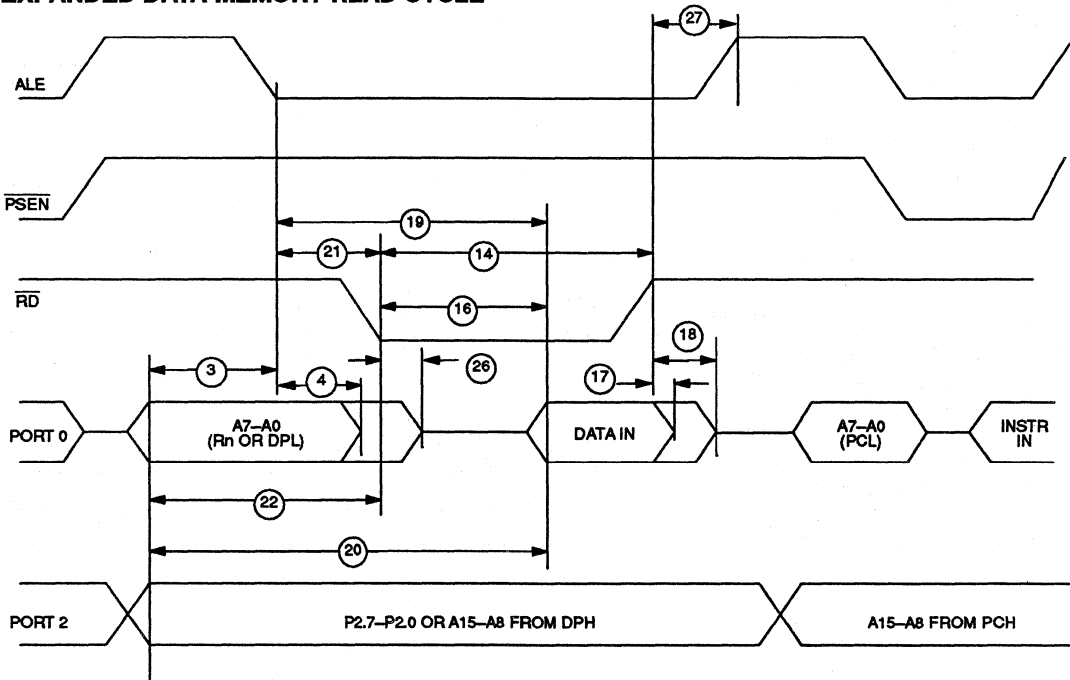 EXPANDED DATA MEMORY READ CYCLE
27
ALE
PSEN
19
21
14
RD
16
3
4
26
17
18
PORT 0
A7–A0
(Rn OR DPL)
DATA IN
A7–A0
(PCL)
INSTR
IN
22
20
PORT 2
P2.7–P2.0 OR A15–A8 FROM DPH
A15–A8 FROM PCH